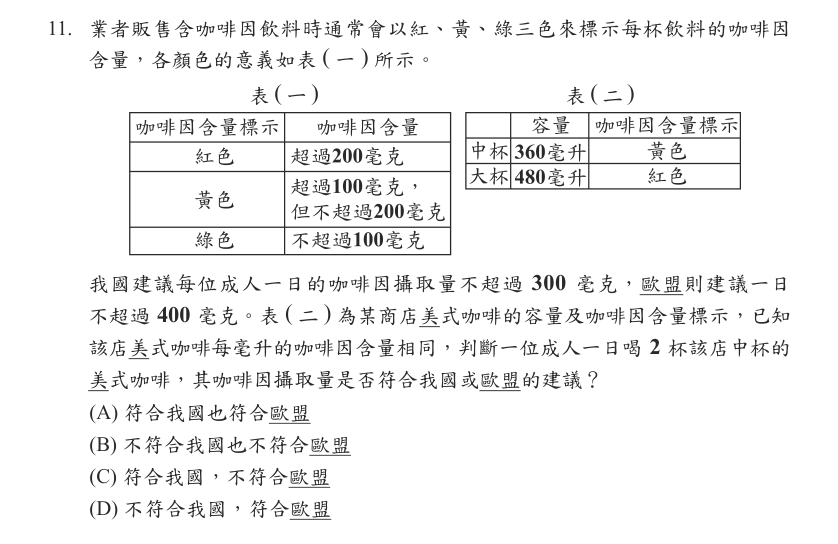 11. 業者販售含咖啡因飲料時通常會以紅、黃、綠三色來標示每杯飲料的咖啡因
含量，各顏色的意義如表(一)所示。
表(一)
咖啡因含量標示 咖啡因含量
紅色 超過200毫克
黃色 超過100毫克，
但不超過200毫克
綠色 不超過100毫克
表(二)
容量 咖啡因含量標示
中杯 360毫升 黃色
大杯 480毫升 紅色
我國建議每位成人一日的咖啡因攝取量不超過 300 毫克，歐盟則建議一日
不超過 400 毫克。表(二)為某商店美式咖啡的容量及咖啡因含量標示，已知
該店美式咖啡每毫升的咖啡因含量相同，判斷一位成人一日喝 2 杯該店中杯的
美式咖啡，其咖啡因攝取量是否符合我國或歐盟的建議？
(A) 符合我國也符合歐盟
(B) 不符合我國也不符合歐盟
(C) 符合我國，不符合歐盟
(D) 不符合我國，符合歐盟